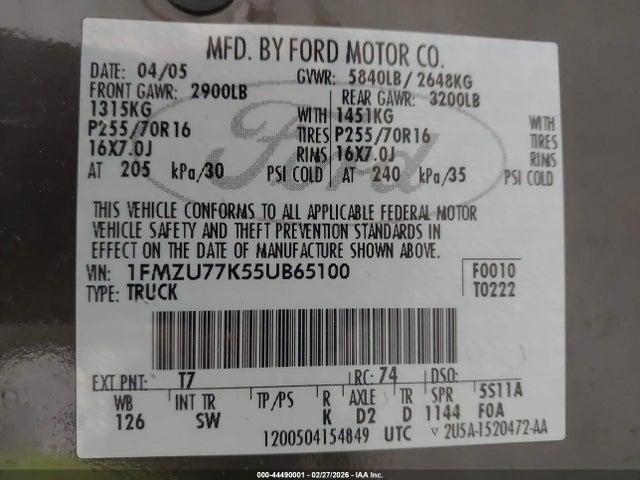 MFD. BY FORD MOTOR CO.
DATE: 04/05 GVWR: 5840LB / 2648KG
FRONT GAWR: 2900LB REAR GAWR: 3200LB
1315KG WITH 1451KG WITH
P255/70R16 TIRES P255/70R16 TIRES
16X7.0J RIMS 16X7.0J RIMS
AT 205 kPa/30 PSI COLD AT 240 kPa/35 PSI COLD
Ford
THIS VEHICLE CONFORMS TO ALL APPLICABLE FEDERAL MOTOR
VEHICLE SAFETY AND THEFT PREVENTION STANDARDS IN
EFFECT ON THE DATE OF MANUFACTURE SHOWN ABOVE.
VIN: 1FMZU77K55UB65100 F0010
TYPE: TRUCK T0222
EXT PNT: T7 RC: 74 DSO:
WB INT TR TP/PS R AXLE TR SPR 5S11A
126 SW K D2 D 1144 F0A
1200504154849 UTC ▽ 2U5A-1520472-AA
000-44490001 - 02/27/2026 - IAAI.COM